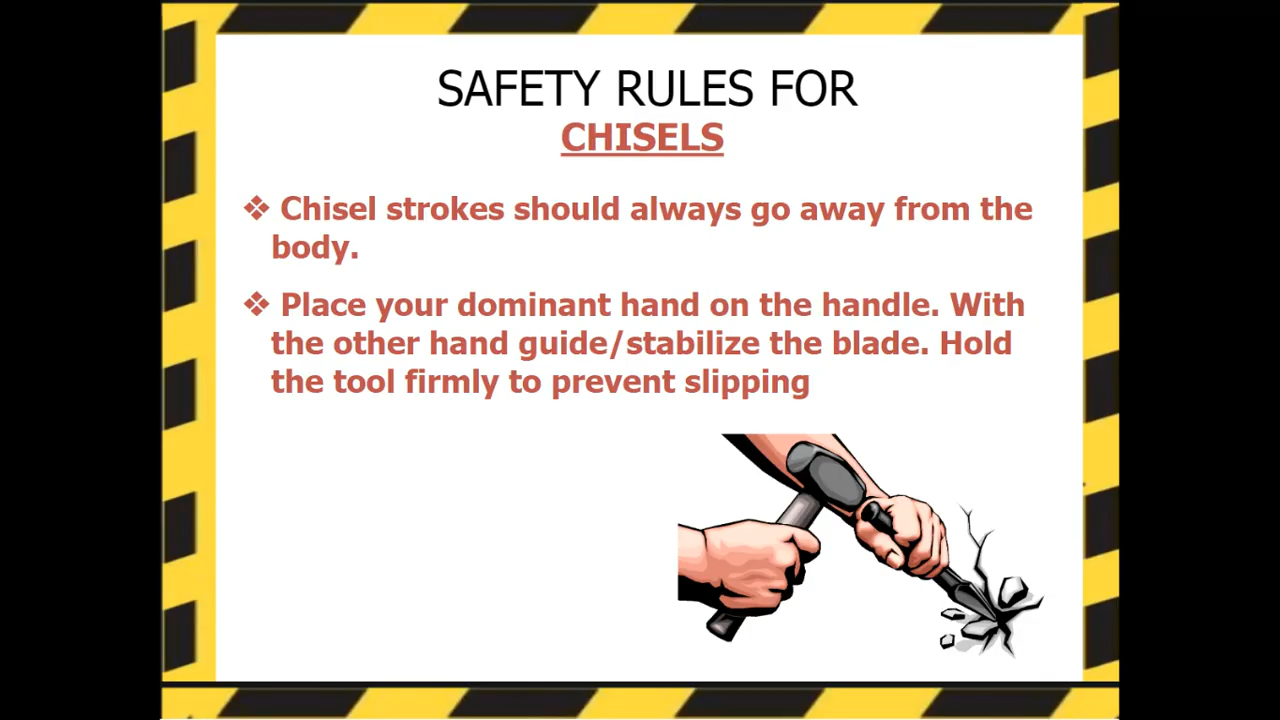 SAFETY RULES FOR
CHISELS
❖ Chisel strokes should always go away from the
body.
❖ Place your dominant hand on the handle. With
the other hand guide/stabilize the blade. Hold
the tool firmly to prevent slipping